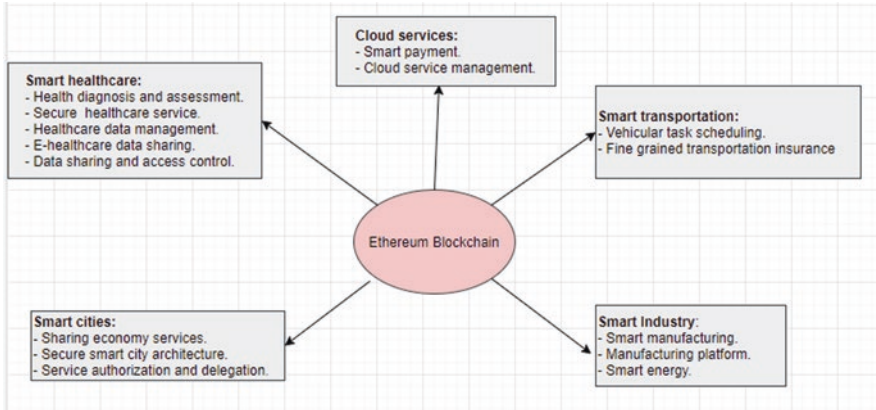 Cloud services:
- Smart payment.
- Cloud service management.
Smart healthcare:
- Health diagnosis and assessment.
- Secure healthcare service.
- Healthcare data management.
- E-healthcare data sharing.
- Data sharing and access control.
Smart transportation:
- Vehicular task scheduling.
- Fine grained transportation insurance
Ethereum Blockchain
Smart cities:
- Sharing economy services.
- Secure smart city architecture.
- Service authorization and delegation.
Smart Industry:
- Smart manufacturing.
- Manufacturing platform.
- Smart energy.